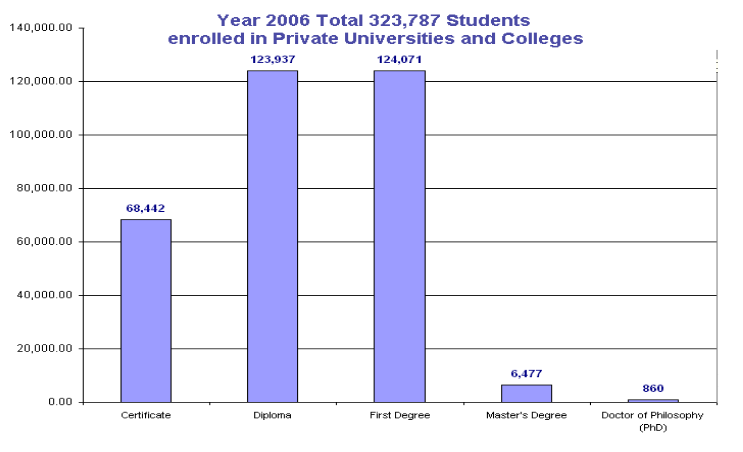 Year 2006 Total 323,787 Students
enrolled in Private Universities and Colleges
140,000.00
120,000.00
100,000.00
80,000.00
60,000.00
40,000.00
20,000.00
0.00
68,442
123,937
124,071
6,477
860
Certificate
Diploma
First Degree
Master's Degree
Doctor of Philosophy
(PhD)